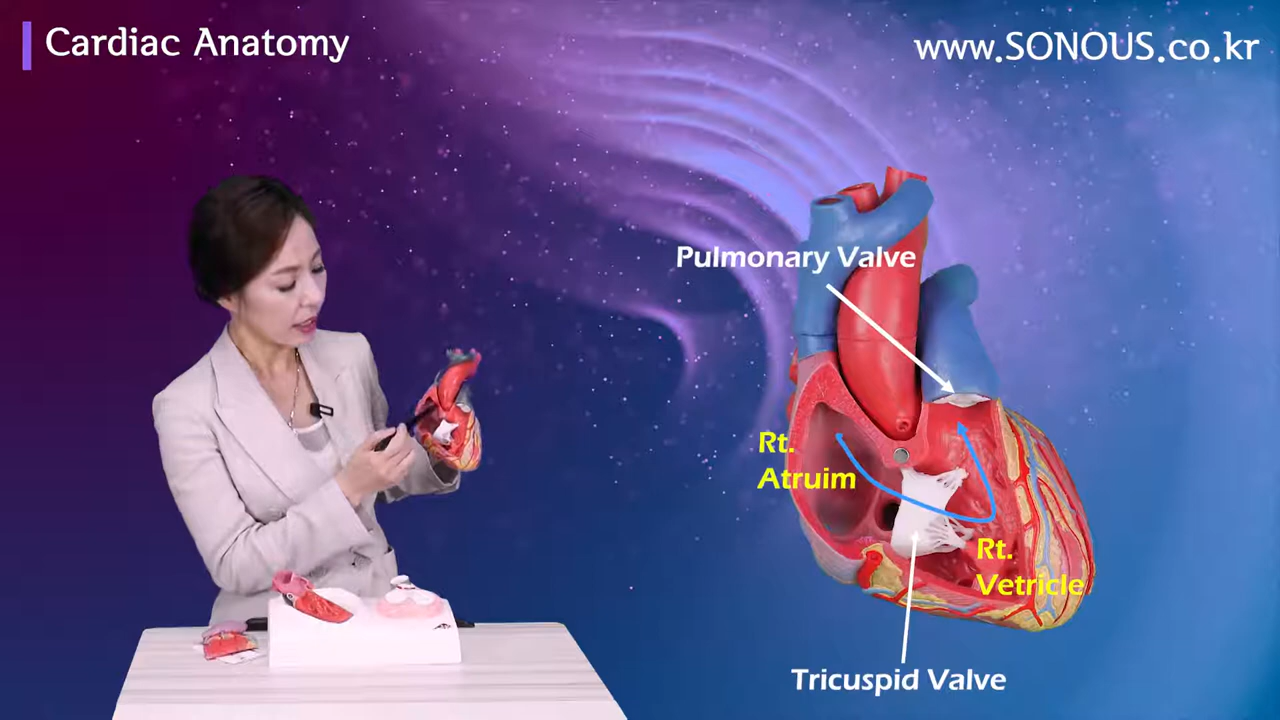 Cardiac Anatomy
www.SONOUS.co.kr
Pulmonary Valve
Rt.
Atruim
Rt.
Vetricle
Tricuspid Valve